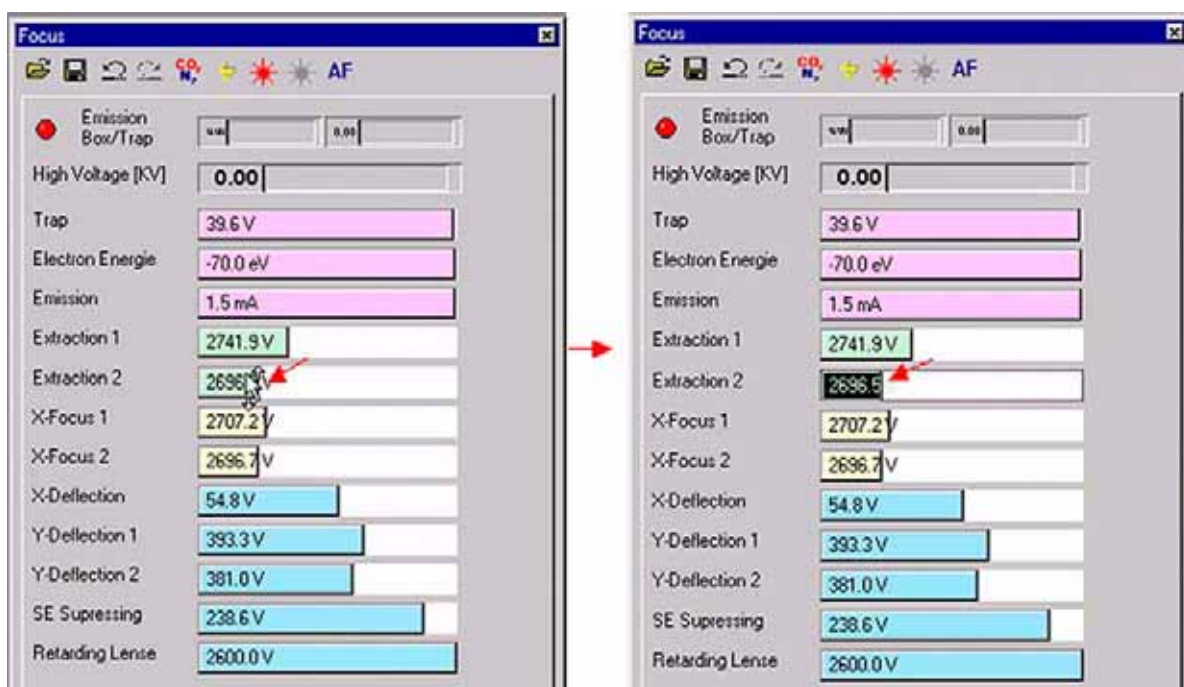 Focus
CO₂ N₂ AF
Emission
Box/Trap
0.00
High Voltage [KV] 0.00
Trap 39.6 V
Electron Energie -70.0 eV
Emission 1.5 mA
Extraction 1 2741.9 V
Extraction 2 2696 V
X-Focus 1 2707.2 V
X-Focus 2 2696.7 V
X-Deflection 54.8 V
Y-Deflection 1 393.3 V
Y-Deflection 2 381.0 V
SE Supressing 238.6 V
Retarding Lense 2600.0 V
Focus
CO₂ N₂ AF
Emission
Box/Trap
0.00
High Voltage [KV] 0.00
Trap 39.6 V
Electron Energie -70.0 eV
Emission 1.5 mA
Extraction 1 2741.9 V
Extraction 2 2696.5
X-Focus 1 2707.2 V
X-Focus 2 2696.7 V
X-Deflection 54.8 V
Y-Deflection 1 393.3 V
Y-Deflection 2 381.0 V
SE Supressing 238.6 V
Retarding Lense 2600.0 V